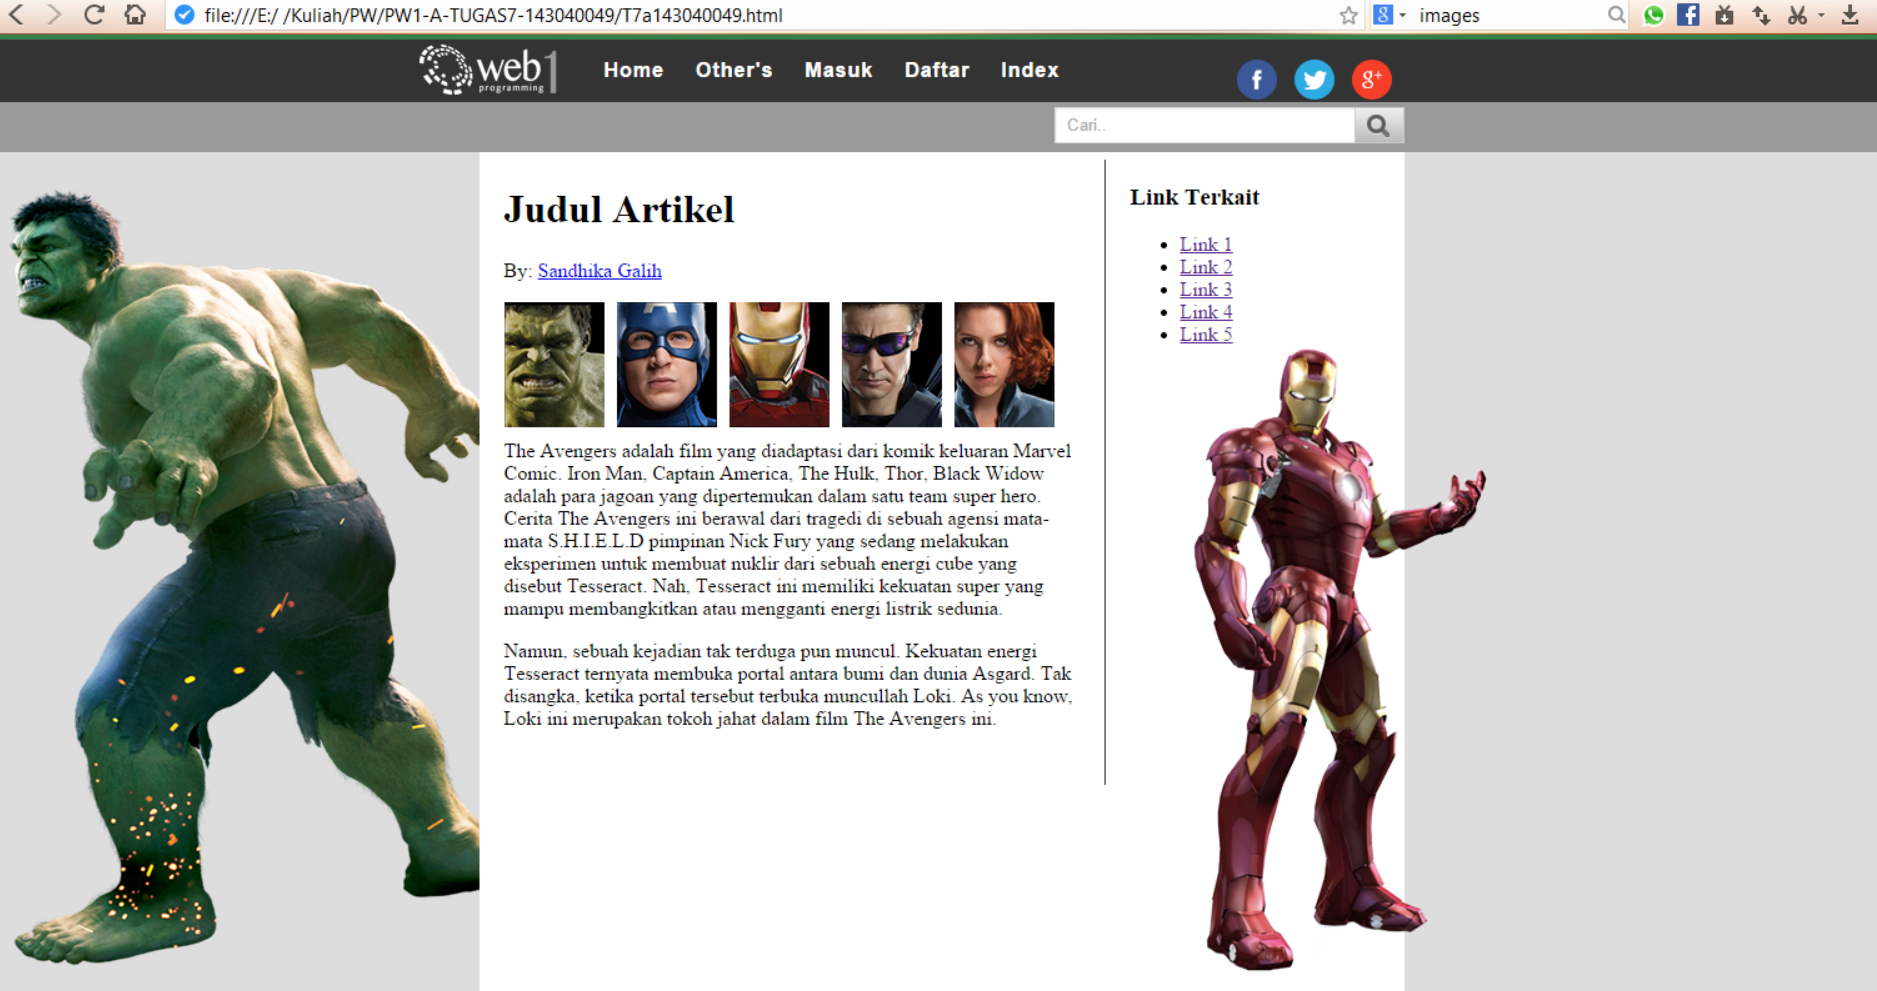 file:///E:/ /Kuliah/PW/PW1-A-TUGAS7-143040049/T7a143040049.html
8
images
f
web1
programming
Home
Other's
Masuk
Daftar
Index
f
g+
Cari..
Judul Artikel
By: Sandhika Galih
The Avengers adalah film yang diadaptasi dari komik keluaran Marvel
Comic. Iron Man, Captain America, The Hulk, Thor, Black Widow
adalah para jagoan yang dipertemukan dalam satu team super hero.
Cerita The Avengers ini berawal dari tragedi di sebuah agensi mata-
mata S.H.I.E.L.D pimpinan Nick Fury yang sedang melakukan
eksperimen untuk membuat nuklir dari sebuah energi cube yang
disebut Tesseract. Nah, Tesseract ini memiliki kekuatan super yang
mampu membangkitkan atau mengganti energi listrik sedunia.
Namun, sebuah kejadian tak terduga pun muncul. Kekuatan energi
Tesseract ternyata membuka portal antara bumi dan dunia Asgard. Tak
disangka, ketika portal tersebut terbuka muncullah Loki. As you know,
Loki ini merupakan tokoh jahat dalam film The Avengers ini.
Link Terkait
Link 1
Link 2
Link 3
Link 4
Link 5